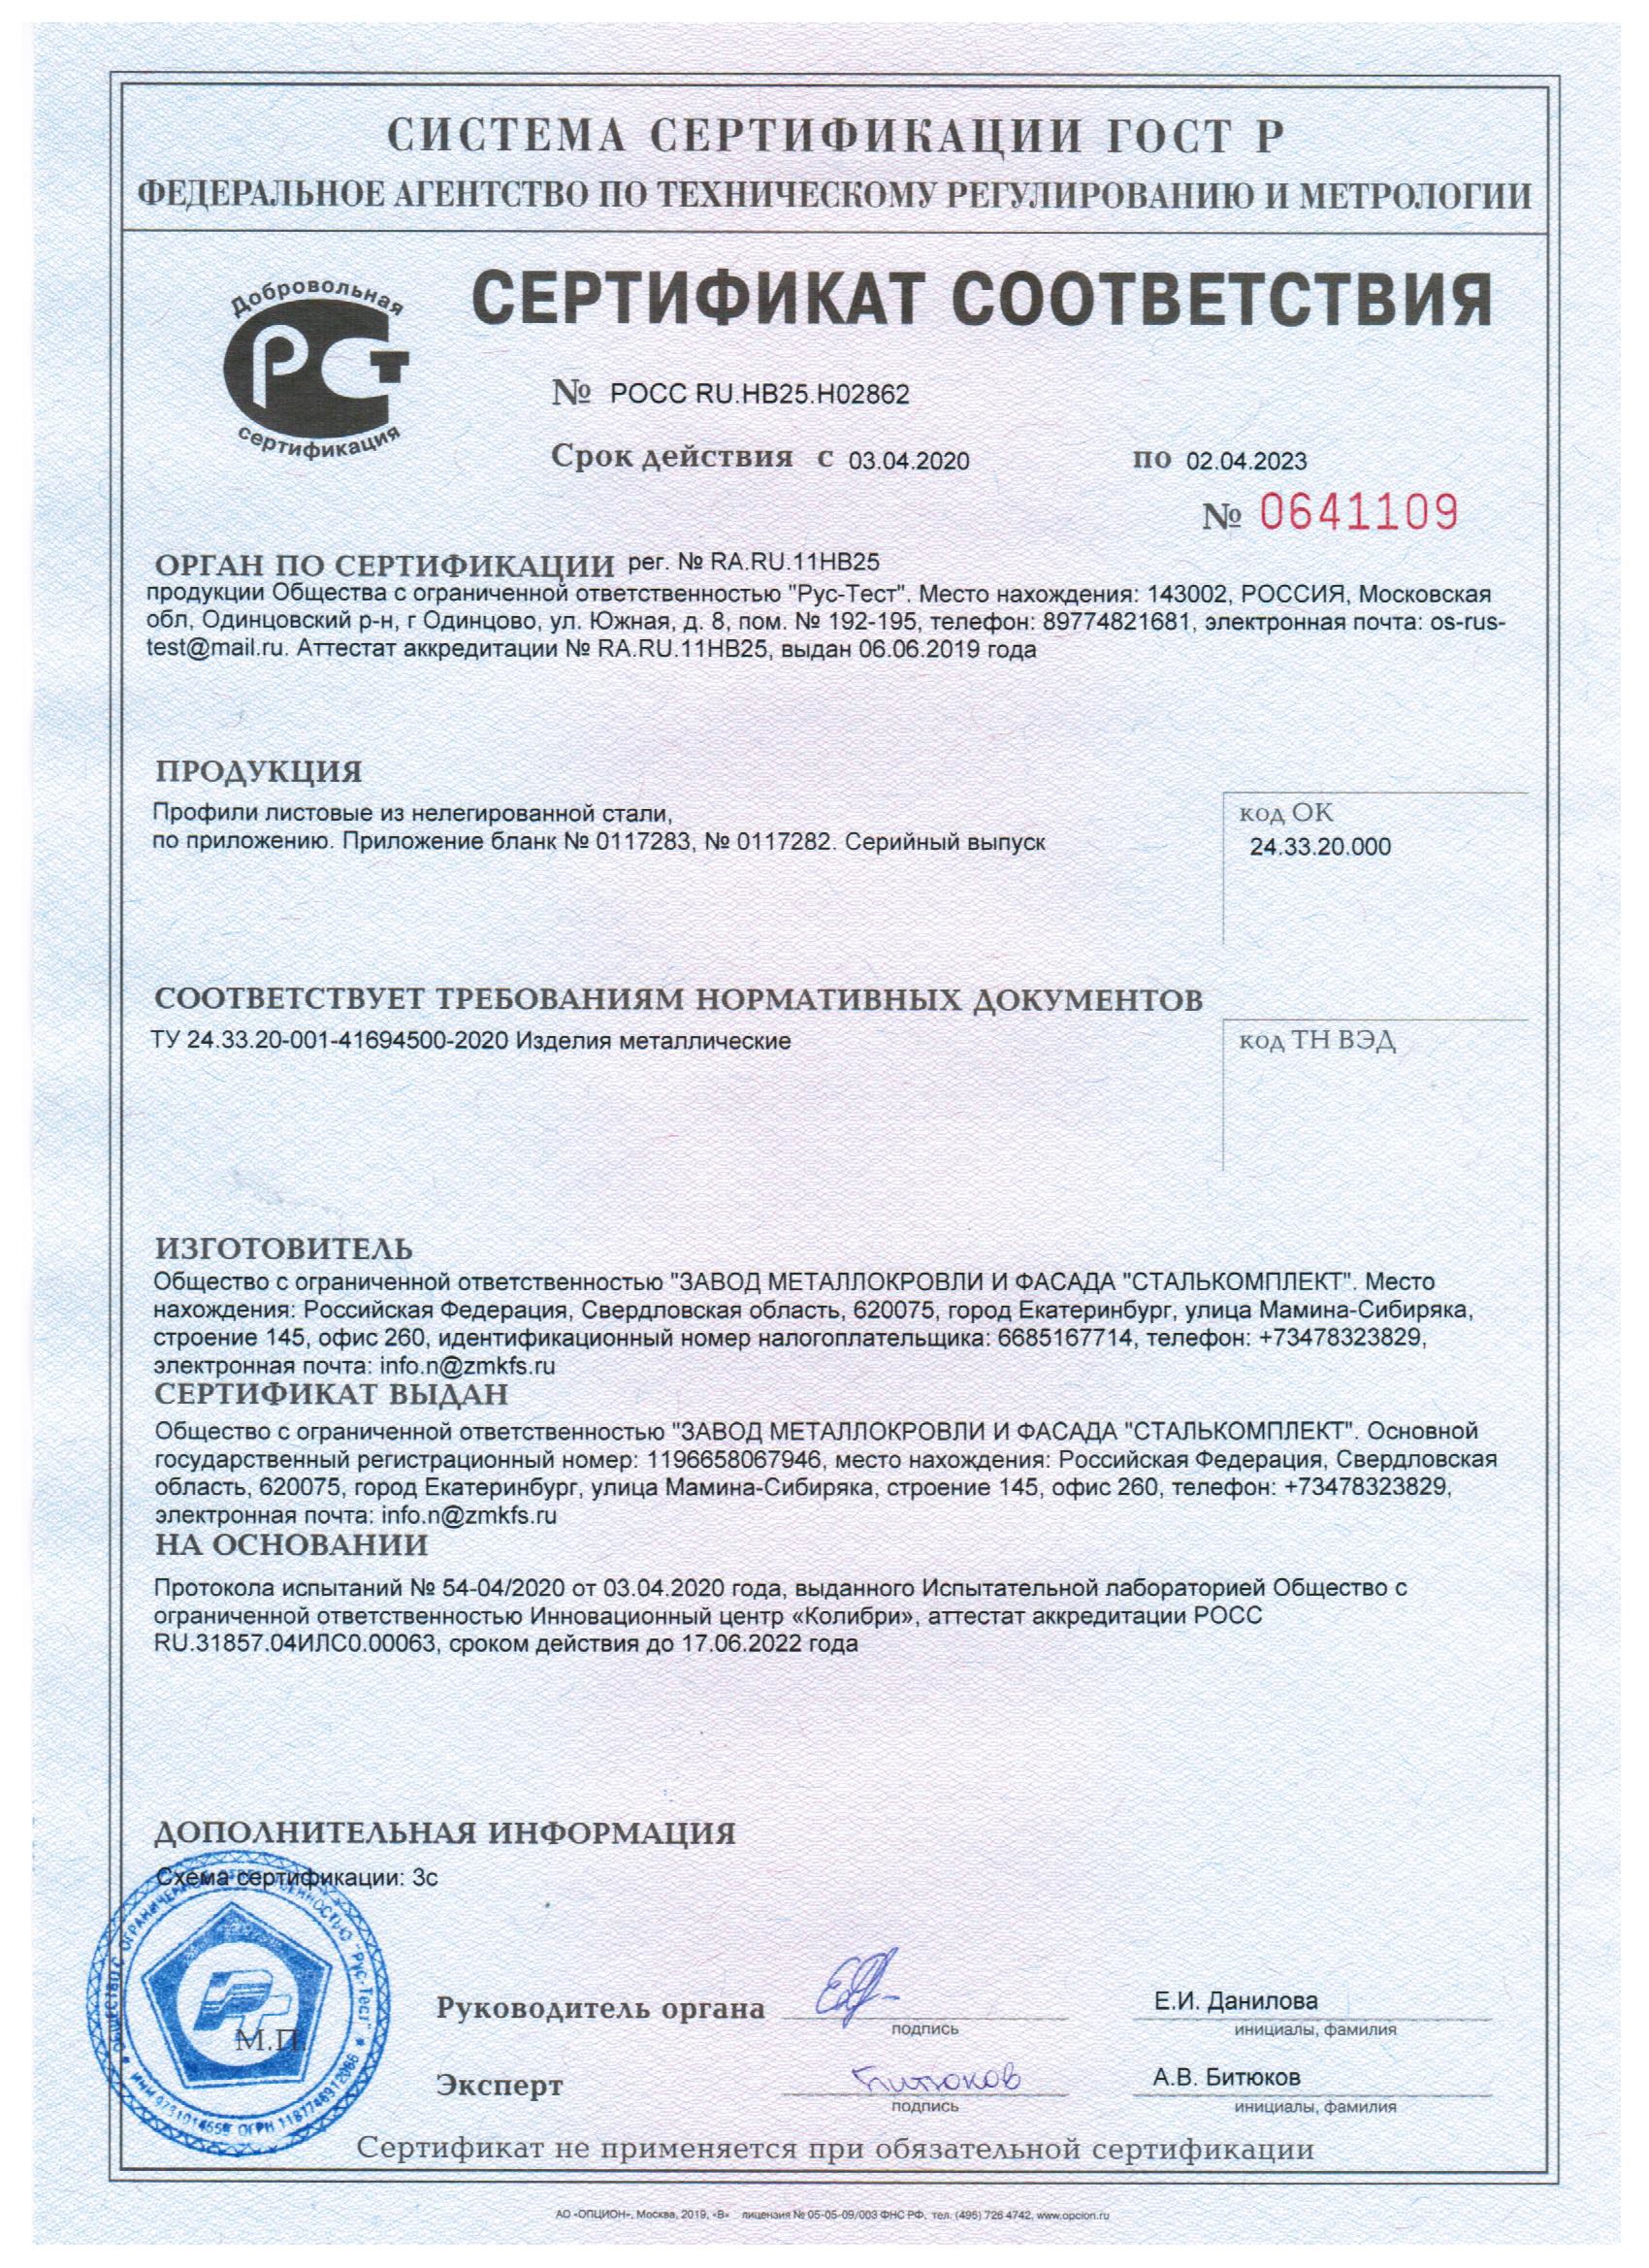 СИСТЕМА СЕРТИФИКАЦИИ ГОСТ Р
ФЕДЕРАЛЬНОЕ АГЕНТСТВО ПО ТЕХНИЧЕСКОМУ РЕГУЛИРОВАНИЮ И МЕТРОЛОГИИ
Добровольная
РСТ
сертификация
СЕРТИФИКАТ СООТВЕТСТВИЯ
№ РОСС RU.НВ25.Н02862
Срок действия с 03.04.2020 по 02.04.2023
№ 0641109
ОРГАН ПО СЕРТИФИКАЦИИ рег. № RA.RU.11НВ25
продукции Общества с ограниченной ответственностью "Рус-Тест". Место нахождения: 143002, РОССИЯ, Московская
обл, Одинцовский р-н, г Одинцово, ул. Южная, д. 8, пом. № 192-195, телефон: 89774821681, электронная почта: os-rus-
test@mail.ru. Аттестат аккредитации № RA.RU.11НВ25, выдан 06.06.2019 года
ПРОДУКЦИЯ
Профили листовые из нелегированной стали,
по приложению. Приложение бланк № 0117283, № 0117282. Серийный выпуск
код ОК
24.33.20.000
СООТВЕТСТВУЕТ ТРЕБОВАНИЯМ НОРМАТИВНЫХ ДОКУМЕНТОВ
ТУ 24.33.20-001-41694500-2020 Изделия металлические
код ТН ВЭД
ИЗГОТОВИТЕЛЬ
Общество с ограниченной ответственностью "ЗАВОД МЕТАЛЛОКРОВЛИ И ФАСАДА "СТАЛЬКОМПЛЕКТ". Место
нахождения: Российская Федерация, Свердловская область, 620075, город Екатеринбург, улица Мамина-Сибиряка,
строение 145, офис 260, идентификационный номер налогоплательщика: 6685167714, телефон: +73478323829,
электронная почта: info.n@zmkfs.ru
СЕРТИФИКАТ ВЫДАН
Общество с ограниченной ответственностью "ЗАВОД МЕТАЛЛОКРОВЛИ И ФАСАДА "СТАЛЬКОМПЛЕКТ". Основной
государственный регистрационный номер: 1196658067946, место нахождения: Российская Федерация, Свердловская
область, 620075, город Екатеринбург, улица Мамина-Сибиряка, строение 145, офис 260, телефон: +73478323829,
электронная почта: info.n@zmkfs.ru
НА ОСНОВАНИИ
Протокола испытаний № 54-04/2020 от 03.04.2020 года, выданного Испытательной лабораторией Общество с
ограниченной ответственностью Инновационный центр «Колибри», аттестат аккредитации РОСС
RU.31857.04ИЛС0.00063, сроком действия до 17.06.2022 года
ДОПОЛНИТЕЛЬНАЯ ИНФОРМАЦИЯ
Схема сертификации: 3с
ОБЩЕСТВО С ОГРАНИЧЕННОЙ ОТВЕТСТВЕННОСТЬЮ "Рус-Тест"
ИНН 9731014559 ОГРН 1187746912066
М.П.
Руководитель органа
подпись
Е.И. Данилова
инициалы, фамилия
Эксперт
Битюков
подпись
А.В. Битюков
инициалы, фамилия
Сертификат не применяется при обязательной сертификации
АО «ОПЦИОН», Москва, 2019, «В» лицензия № 05-05-09/003 ФНС РФ, тел. (495) 726 4742, www.opcion.ru